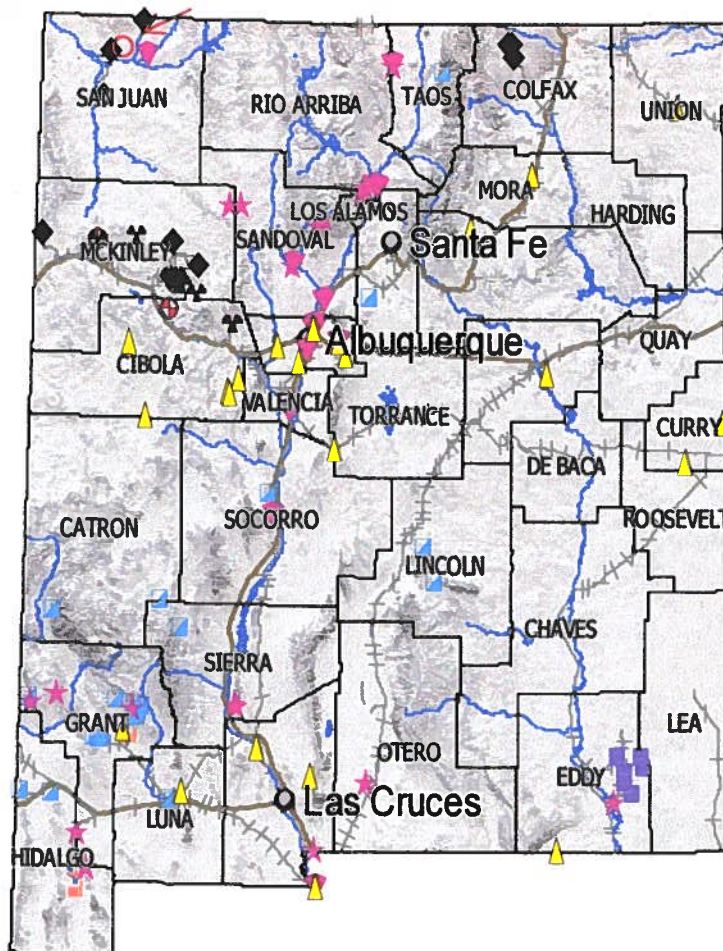 SAN JUAN
RIO ARRIBA
TAOS
COLFAX
UNION
MORA
HARDING
LOS ALAMOS
SANDOVAL
MCKINLEY
Santa Fe
CIBOLA
Albuquerque
QUAY
VALENCIA
TORRANCE
CURRY
DE BACA
CATRON
SOCORRO
ROOSEVELT
LINCOLN
CHAVES
SIERRA
GRANT
LEA
OTERO
EDDY
LUNA
Las Cruces
HIDALGO